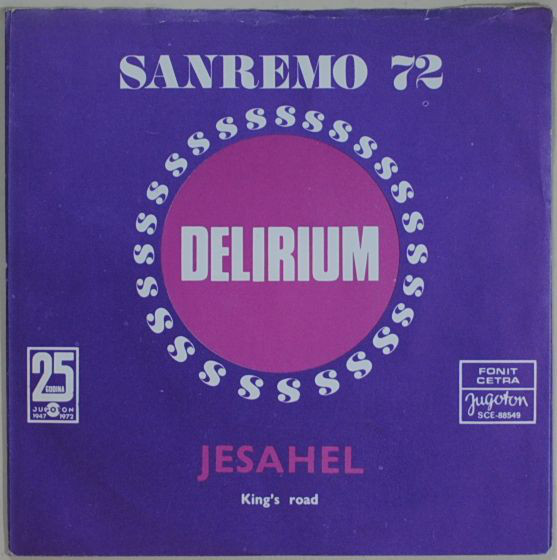 SANREMO 72
S S S S S S S S S S S S S S S S S S S S S S S S S S S S
DELIRIUM
25
GODINA
JUGOTON
1947 1972
FONIT
CETRA
Jugoton
SCE-88549
JESAHEL
King's road